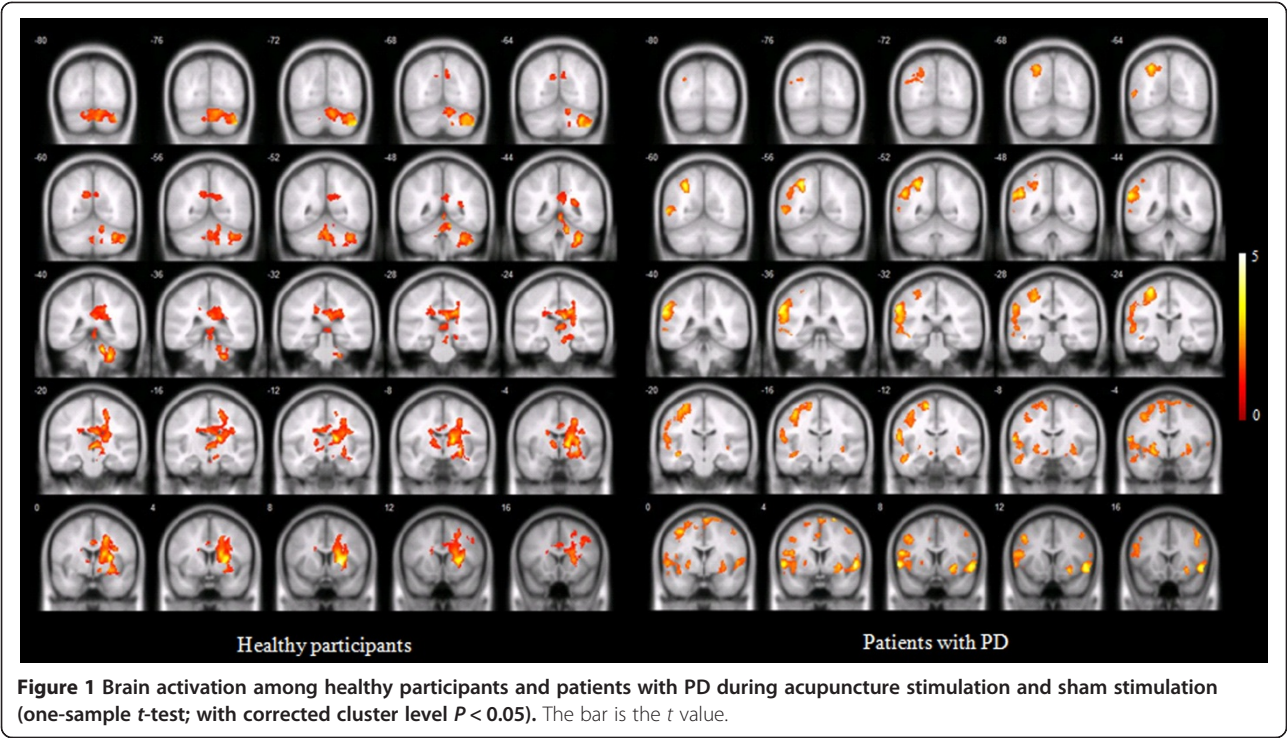 -80 -76 -72 -68 -64 -80 -76 -72 -68 -64
-60 -56 -52 -48 -44 -60 -56 -52 -48 -44
5
-40 -36 -32 -28 -24 -40 -36 -32 -28 -24
0
-20 -16 -12 -8 -4 -20 -16 -12 -8 -4
0 4 8 12 16 0 4 8 12 16
Healthy participants Patients with PD
Figure 1 Brain activation among healthy participants and patients with PD during acupuncture stimulation and sham stimulation
(one-sample t-test; with corrected cluster level P < 0.05). The bar is the t value.